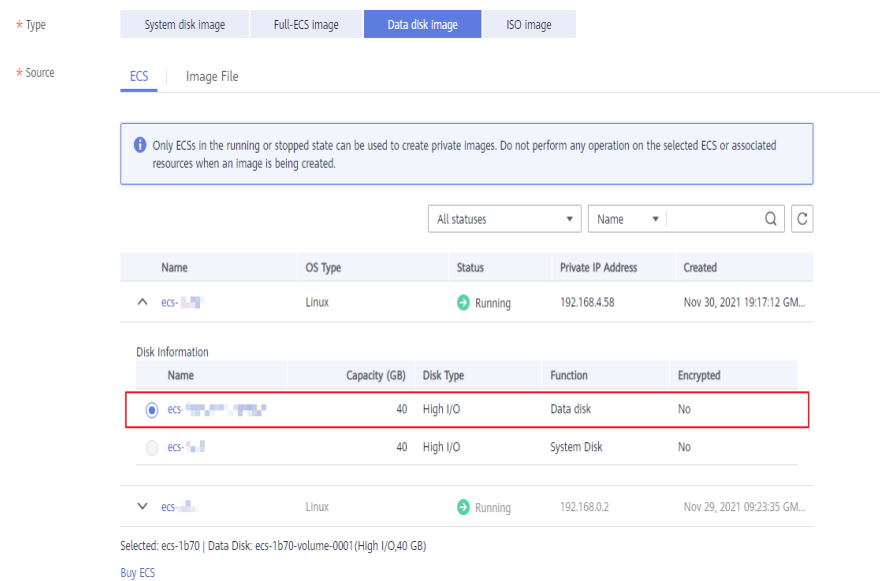 * Type System disk image Full-ECS image Data disk image ISO image
* Source ECS Image File
Only ECSs in the running or stopped state can be used to create private images. Do not perform any operation on the selected ECS or associated
resources when an image is being created.
All statuses Name
Name OS Type Status Private IP Address Created
ecs- Linux Running 192.168.4.58 Nov 30, 2021 19:17:12 GM...
Disk Information
Name Capacity (GB) Disk Type Function Encrypted
ecs- 40 High I/O Data disk No
ecs- 40 High I/O System Disk No
ecs- Linux Running 192.168.0.2 Nov 29, 2021 09:23:35 GM...
Selected: ecs-1b70 | Data Disk: ecs-1b70-volume-0001(High I/O,40 GB)
Buy ECS